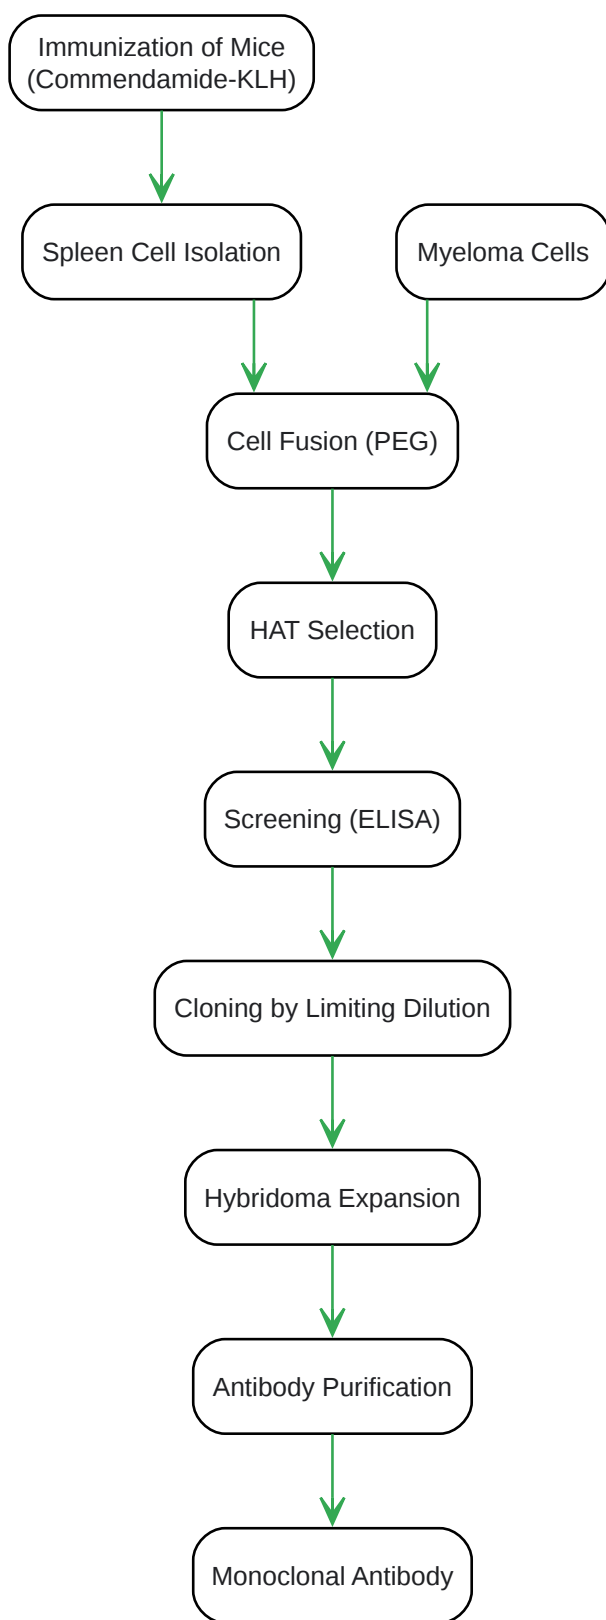 Immunization of Mice
(Commendamide-KLH)
Spleen Cell Isolation
Myeloma Cells
Cell Fusion (PEG)
HAT Selection
Screening (ELISA)
Cloning by Limiting Dilution
Hybridoma Expansion
Antibody Purification
Monoclonal Antibody